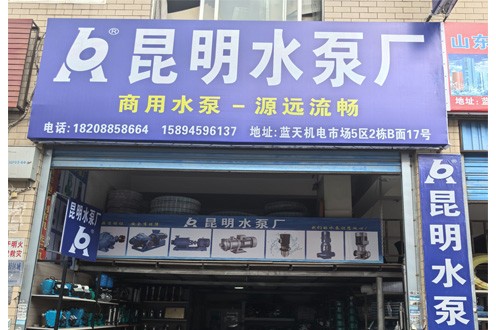 昆明水泵厂
®
商用水泵 - 源远流畅
电话:18208858664 15894596137 地址:蓝天机电市场5区2栋B面17号
山东
昆明水泵厂
昆明水泵厂
昆明水泵